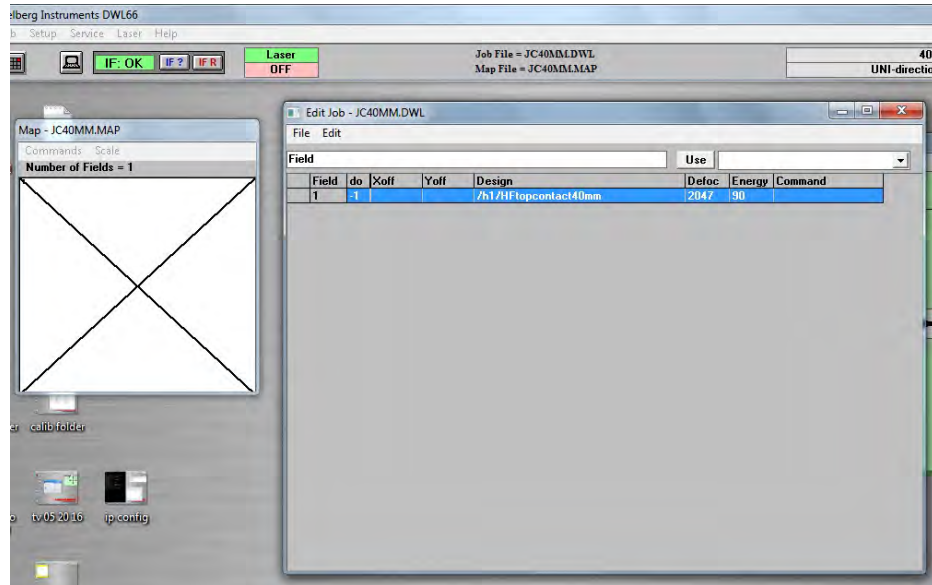 elberg Instruments DWL66
b Setup Service Laser Help
IF: OK IF ? IF R
Laser
OFF
Job File = JC40MM.DWL
Map File = JC40MM.MAP
40
UNI-directio
Map - JC40MM.MAP
Commands Scale
Number of Fields = 1
Edit Job - JC40MM.DWL
File Edit
Field
Use
Field do Xoff Yoff Design Defoc Energy Command
1 -1 /h1/HFtopcontact40mm 2047 90
calib folder
tv 05 20 16
ip config